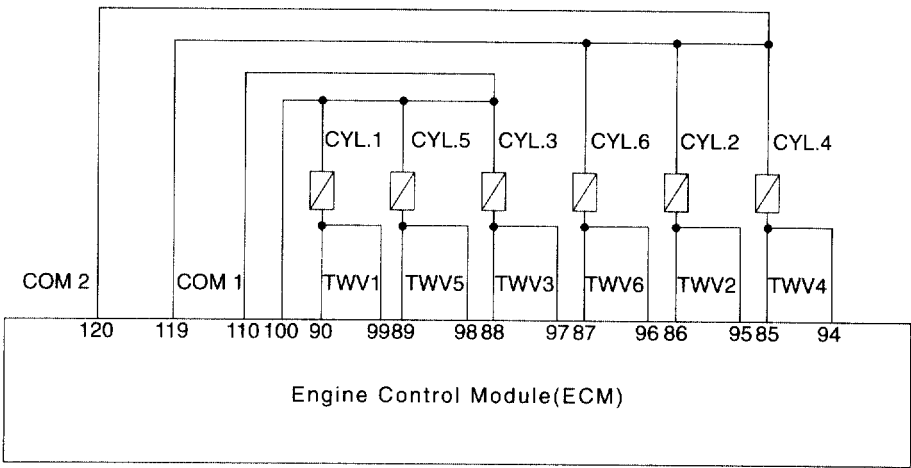 CYL.1 CYL.5 CYL.3 CYL.6 CYL.2 CYL.4
COM 2 COM 1 TWV1 TWV5 TWV3 TWV6 TWV2 TWV4
120 119 110 100 90 99 89 98 88 97 87 96 86 95 85 94
Engine Control Module(ECM)